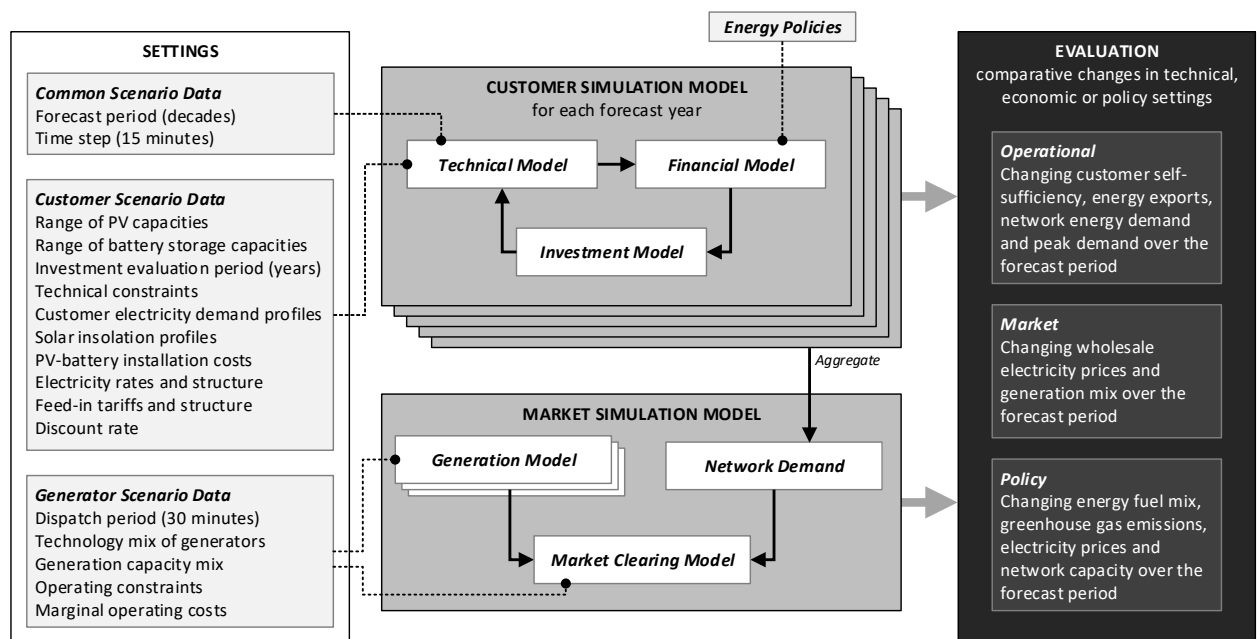 SETTINGS
Common Scenario Data
Forecast period (decades)
Time step (15 minutes)
Customer Scenario Data
Range of PV capacities
Range of battery storage capacities
Investment evaluation period (years)
Technical constraints
Customer electricity demand profiles
Solar insolation profiles
PV-battery installation costs
Electricity rates and structure
Feed-in tariffs and structure
Discount rate
Generator Scenario Data
Dispatch period (30 minutes)
Technology mix of generators
Generation capacity mix
Operating constraints
Marginal operating costs
Energy Policies
CUSTOMER SIMULATION MODEL
for each forecast year
Technical Model
Financial Model
Investment Model
Aggregate
MARKET SIMULATION MODEL
Generation Model
Network Demand
Market Clearing Model
EVALUATION
comparative changes in technical,
economic or policy settings
Operational
Changing customer self-
sufficiency, energy exports,
network energy demand
and peak demand over the
forecast period
Market
Changing wholesale
electricity prices and
generation mix over the
forecast period
Policy
Changing energy fuel mix,
greenhouse gas emissions,
electricity prices and
network capacity over the
forecast period